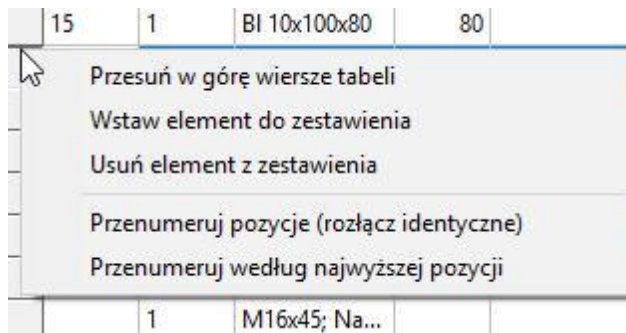 15 1 Bl 10x100x80 80
Przesuń w górę wiersze tabeli
Wstaw element do zestawienia
Usuń element z zestawienia
Przenumeruj pozycje (rozłącz identyczne)
Przenumeruj według najwyższej pozycji
1 M16x45; Na...